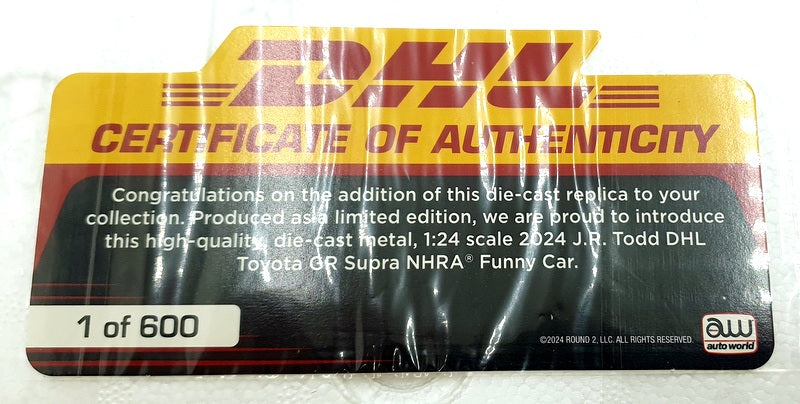 DHL
CERTIFICATE OF AUTHENTICITY
Congratulations on the addition of this die-cast replica to your
collection. Produced as a limited edition, we are proud to introduce
this high-quality, die-cast metal, 1:24 scale 2024 J.R. Todd DHL
Toyota GR Supra NHRA® Funny Car.
1 of 600
©2024 ROUND 2, LLC. ALL RIGHTS RESERVED.
aw
auto world